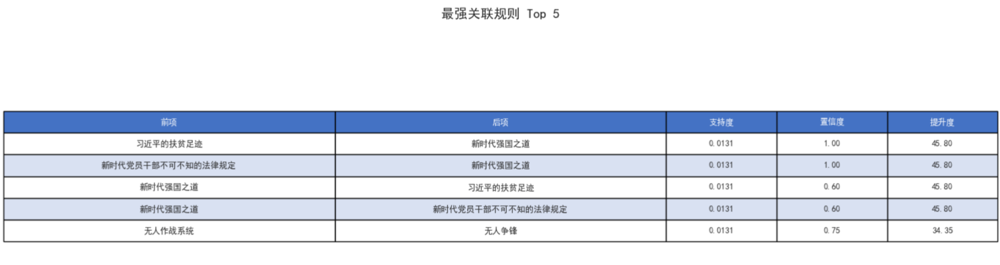 最强关联规则 Top 5
前项 后项 支持度 置信度 提升度
习近平的扶贫足迹 新时代强国之道 0.0131 1.00 45.80
新时代党员干部不可不知的法律规定 新时代强国之道 0.0131 1.00 45.80
新时代强国之道 习近平的扶贫足迹 0.0131 0.60 45.80
新时代强国之道 新时代党员干部不可不知的法律规定 0.0131 0.60 45.80
无人作战系统 无人争锋 0.0131 0.75 34.35